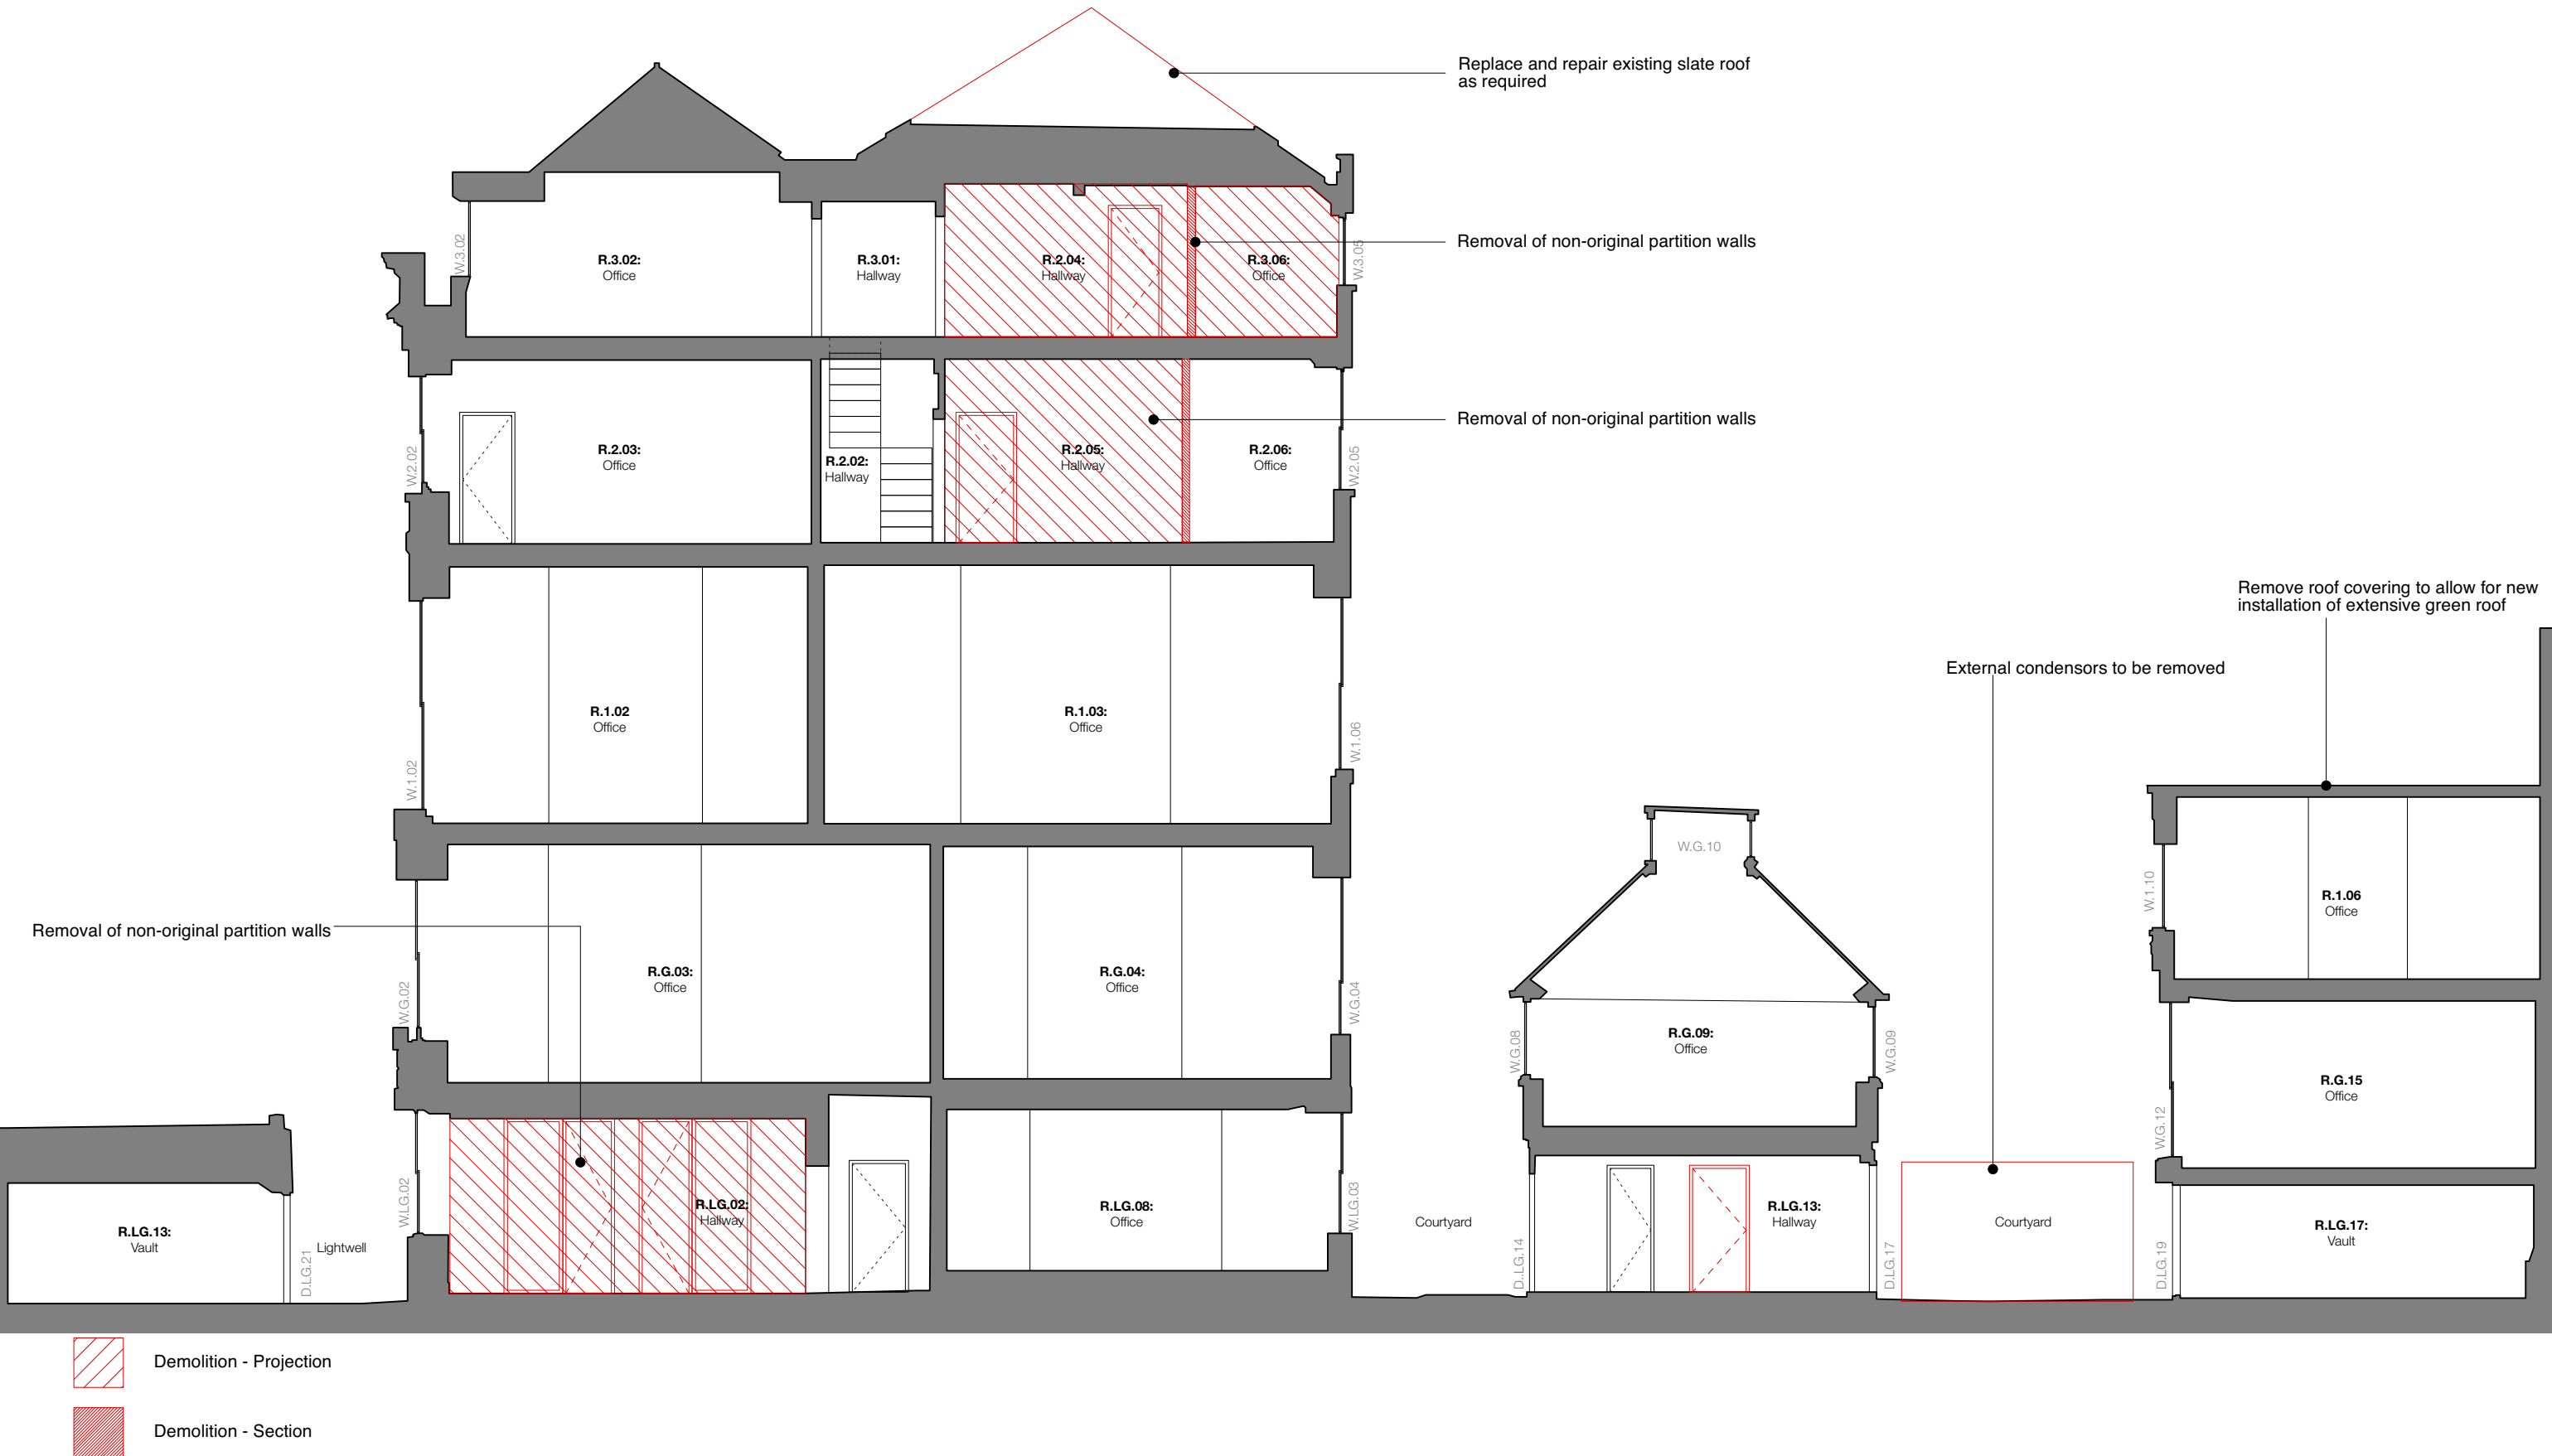 Replace and repair existing slate roof
as required
Removal of non-original partition walls
W.3.02
R.3.02:
Office
R.3.01:
Hallway
R.2.04:
Hallway
R.3.06:
Office
W.3.05
Removal of non-original partition walls
W.2.02
R.2.03:
Office
R.2.02:
Hallway
R.2.05:
Hallway
R.2.06:
Office
W.2.05
Remove roof covering to allow for new
installation of extensive green roof
External condensors to be removed
W.1.02
R.1.02
Office
R.1.03:
Office
W.1.06
W.G.10
W.1.10
R.1.06
Office
Removal of non-original partition walls
W.G.02
R.G.03:
Office
R.G.04:
Office
W.G.04
W.G.08
R.G.09:
Office
W.G.09
W.G.12
R.G.15
Office
R.LG.13:
Vault
D.LG.21
Lightwell
W.LG.02
R.LG.02:
Hallway
R.LG.08:
Office
W.LG.03
Courtyard
D..LG.14
R.LG.13:
Hallway
D.LG.17
Courtyard
D.LG.19
R.LG.17:
Vault
Demolition - Projection
Demolition - Section